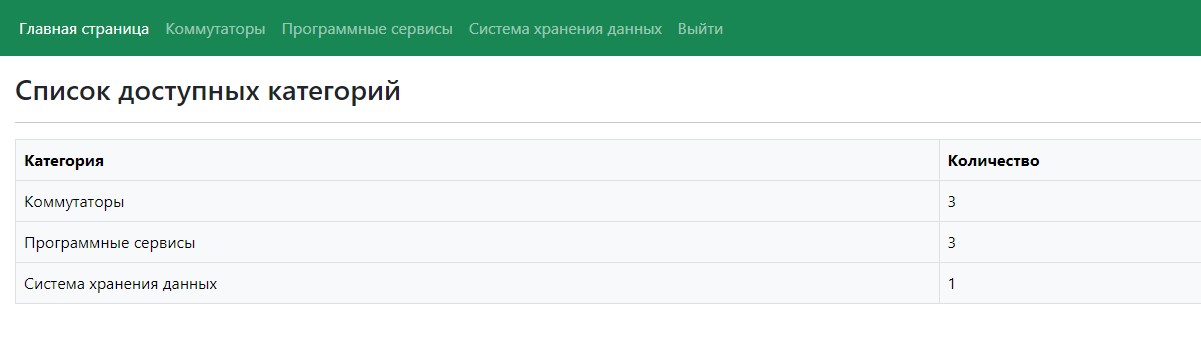 Главная страница Коммутаторы Программные сервисы Система хранения данных Выйти
Список доступных категорий
Категория Количество
Коммутаторы 3
Программные сервисы 3
Система хранения данных 1